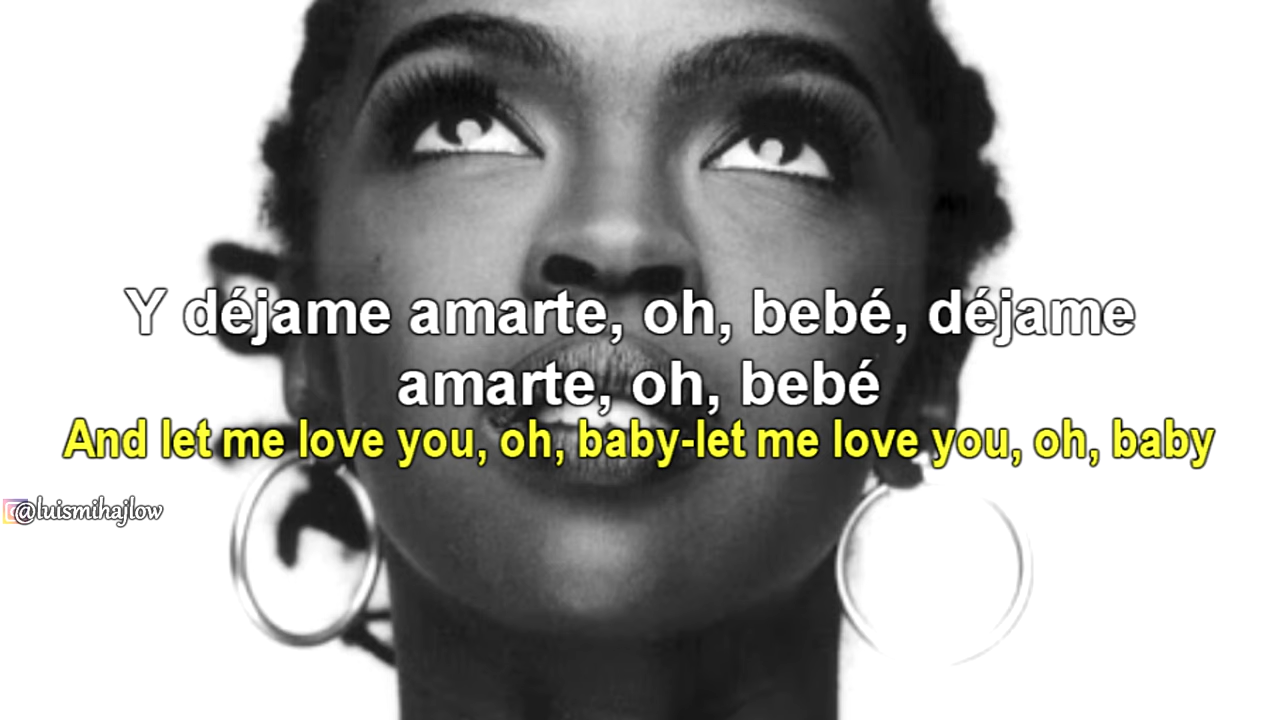 Y déjame amarte, oh, bebé, déjame
amarte, oh, bebé
And let me love you, oh, baby-let me love you, oh, baby
@luismihajlow